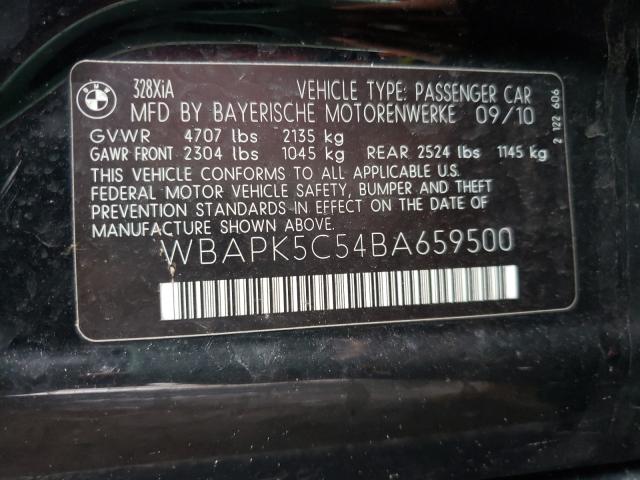 BMW
328XiA VEHICLE TYPE: PASSENGER CAR
MFD BY BAYERISCHE MOTORENWERKE 09/10
GVWR 4707 lbs 2135 kg
GAWR FRONT 2304 lbs 1045 kg REAR 2524 lbs 1145 kg
THIS VEHICLE CONFORMS TO ALL APPLICABLE U.S.
FEDERAL MOTOR VEHICLE SAFETY, BUMPER AND THEFT
PREVENTION STANDARDS IN EFFECT ON THE DATE OF
MANUFACTURE SHOWN ABOVE.
WBAPK5C54BA659500
2 122 606